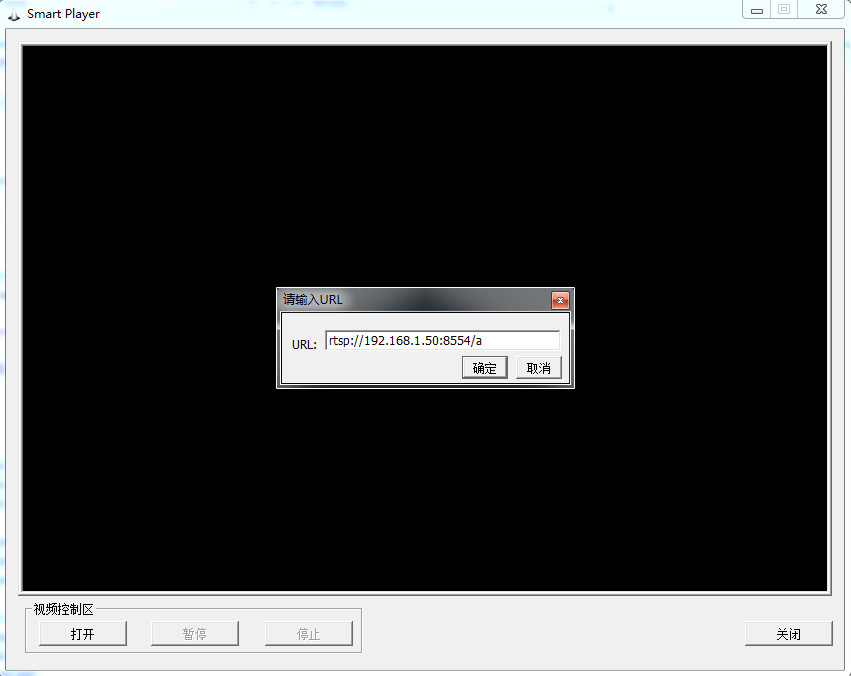 Smart Player
请输入URL
URL: rtsp://192.168.1.50:8554/a
确定 取消
视频控制区
打开 暂停 停止 关闭